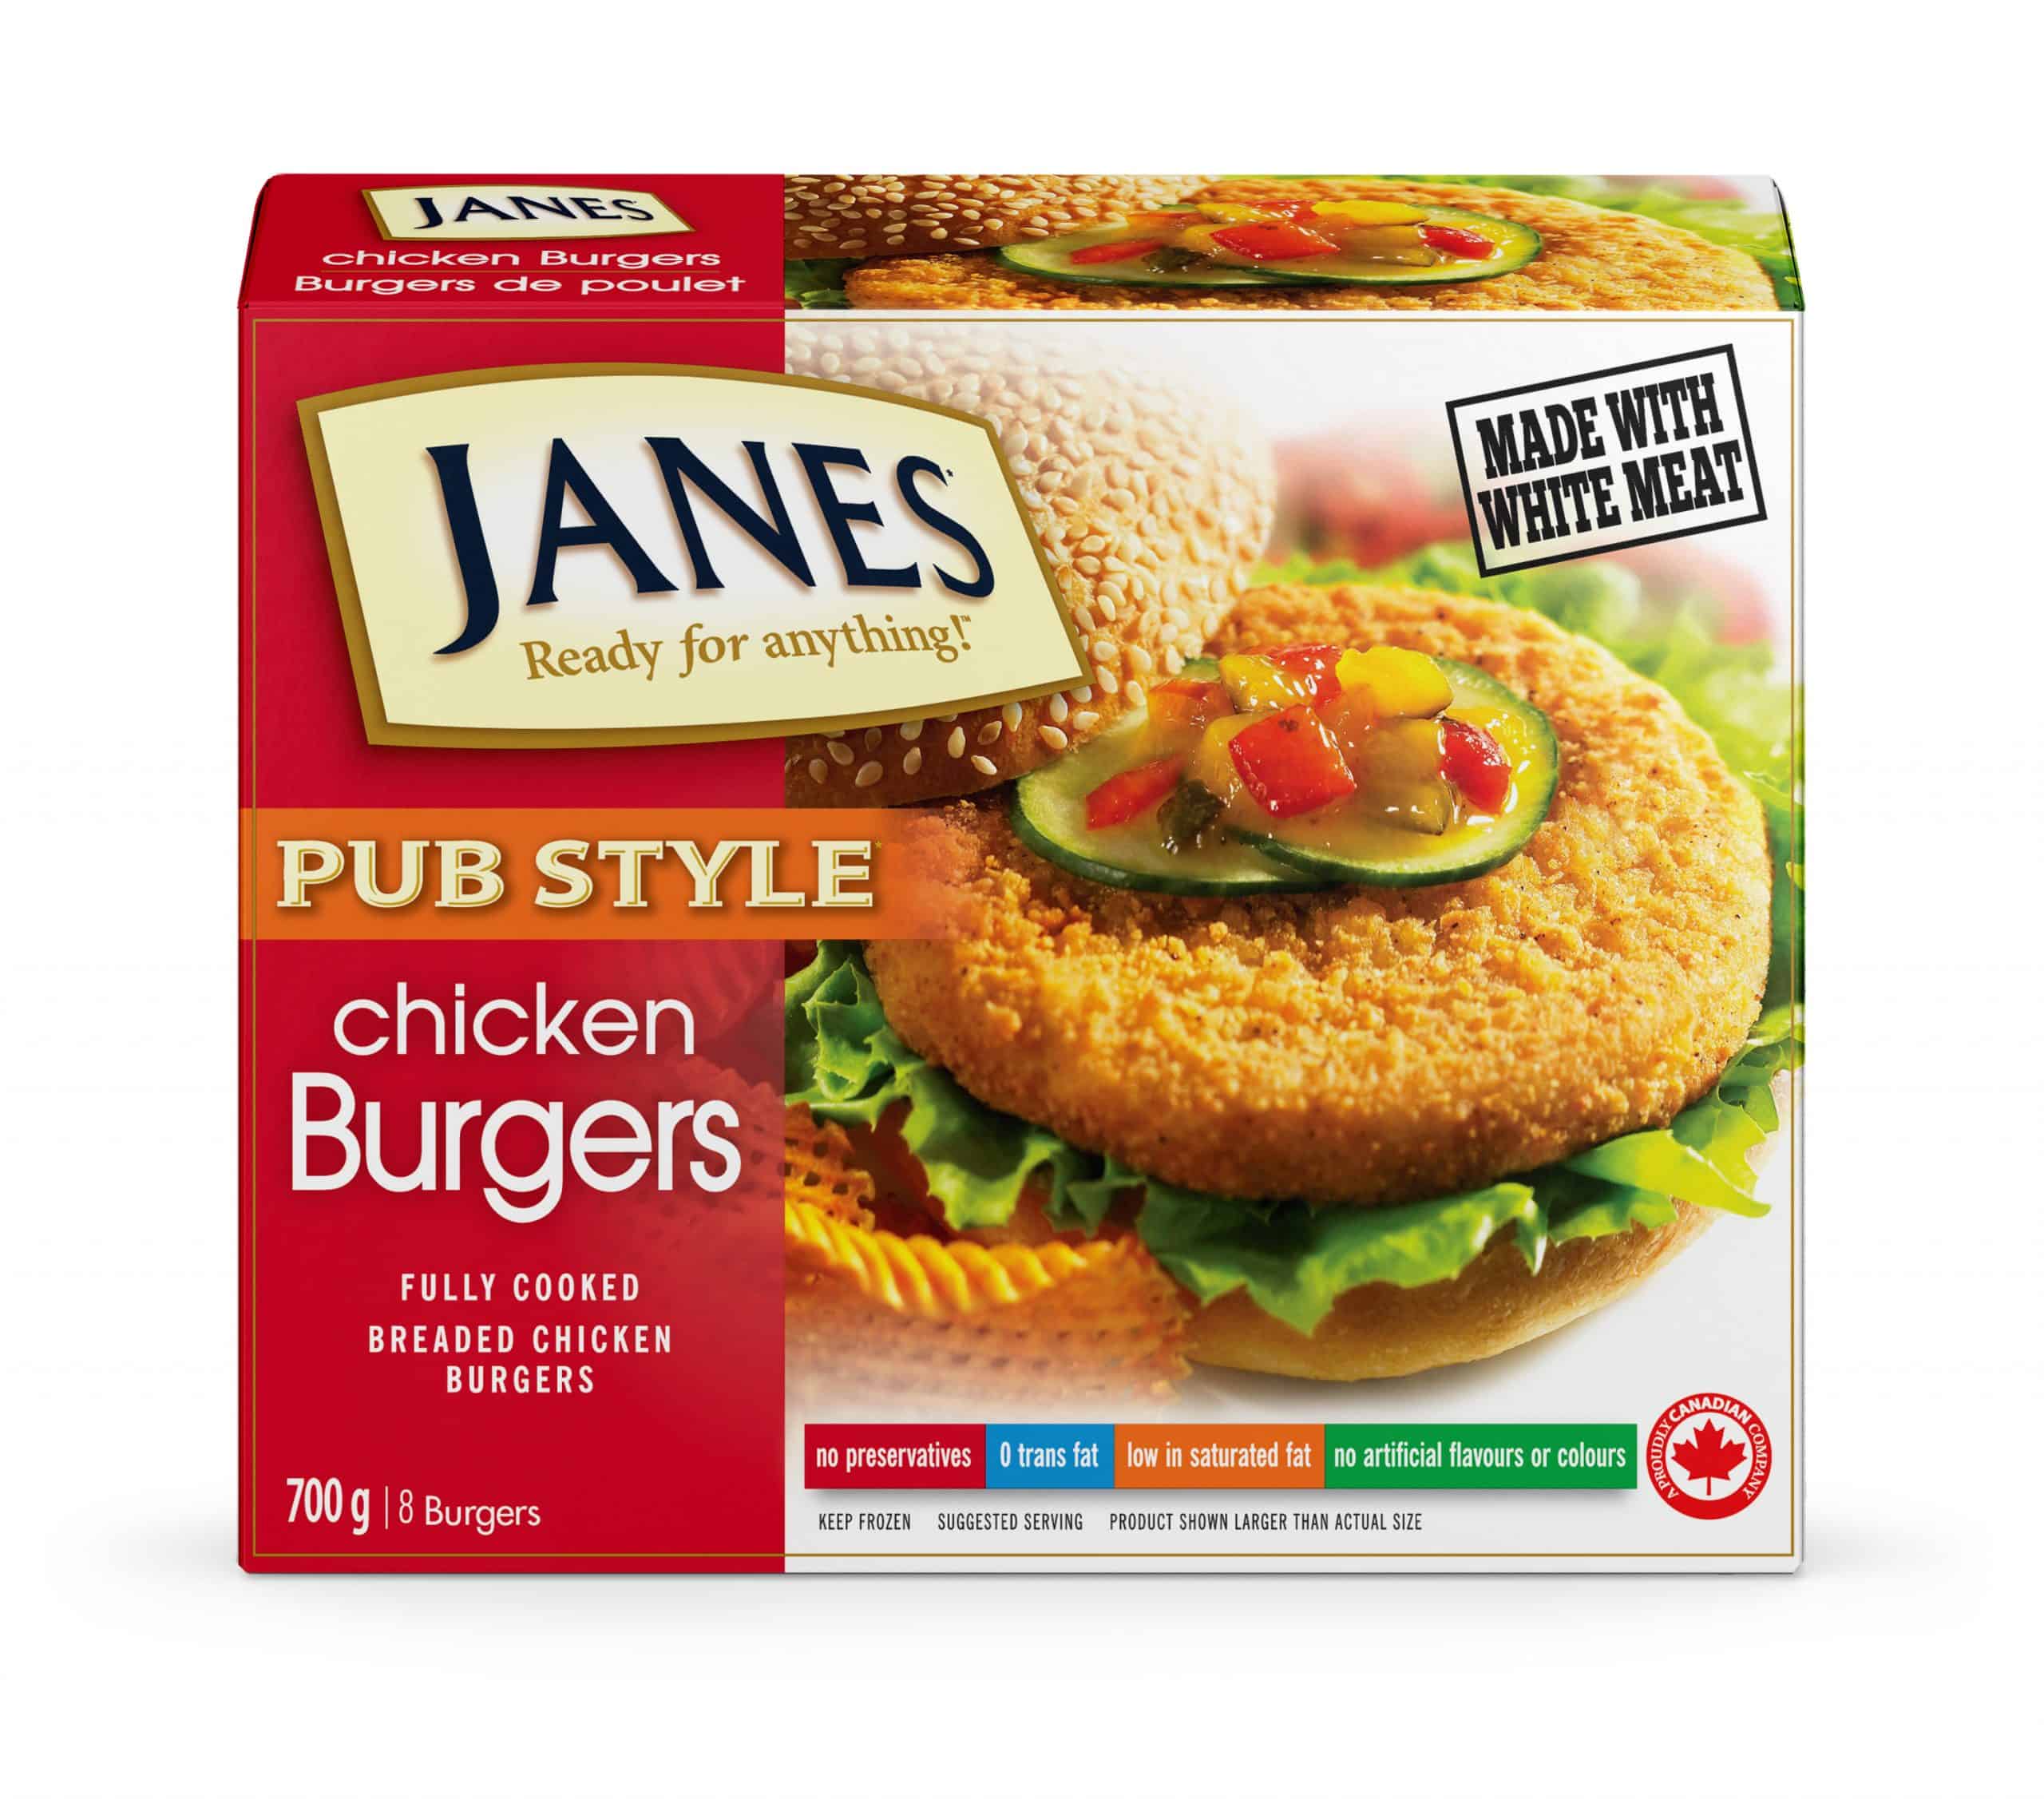 JANES
chicken Burgers
Burgers de poulet
MADE WITH
WHITE MEAT
JANES*
Ready for anything!™
PUB STYLE*
chicken
Burgers
FULLY COOKED
BREADED CHICKEN
BURGERS
700 g | 8 Burgers
no preservatives 0 trans fat low in saturated fat no artificial flavours or colours
KEEP FROZEN SUGGESTED SERVING PRODUCT SHOWN LARGER THAN ACTUAL SIZE
A PROUDLY CANADIAN COMPANY